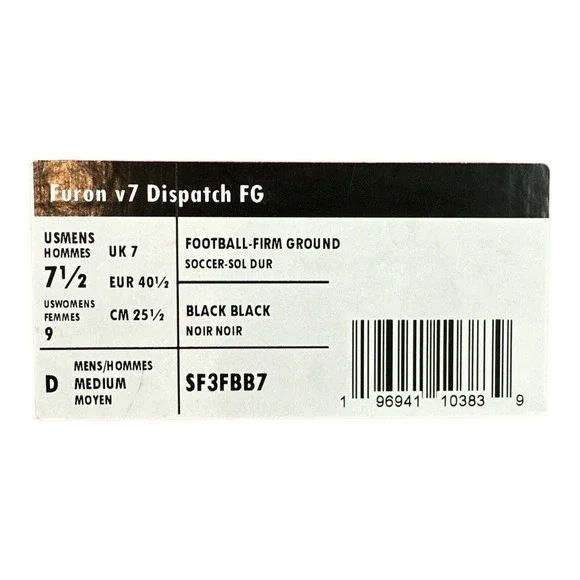 Furon v7 Dispatch FG
USMENS
HOMMES
7½
UK 7
EUR 40½
USWOMENS
FEMMES
9
CM 25½
FOOTBALL-FIRM GROUND
SOCCER-SOL DUR
BLACK BLACK
NOIR NOIR
D
MENS/HOMMES
MEDIUM
MOYEN
SF3FBB7
1 96941 10383 9